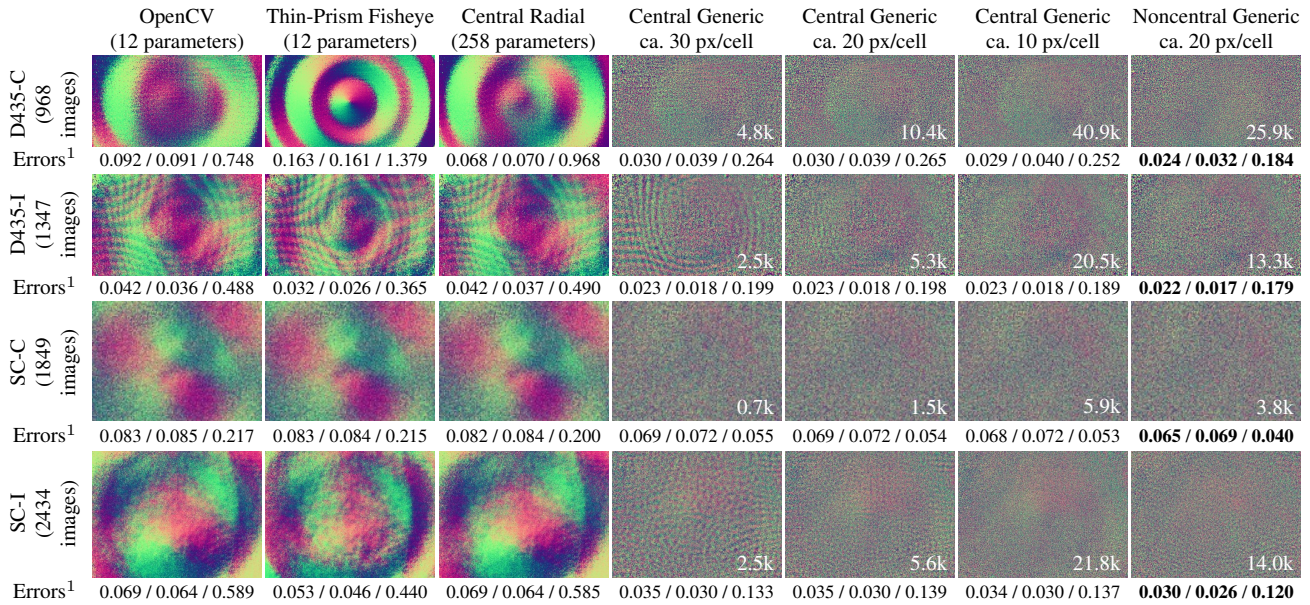 OpenCV Thin-Prism Fisheye Central Radial Central Generic Central Generic Central Generic Noncentral Generic
(12 parameters) (12 parameters) (258 parameters) ca. 30 px/cell ca. 20 px/cell ca. 10 px/cell ca. 20 px/cell
D435-C
(968
images)
4.8k 10.4k 40.9k 25.9k
Errors¹ 0.092 / 0.091 / 0.748 0.163 / 0.161 / 1.379 0.068 / 0.070 / 0.968 0.030 / 0.039 / 0.264 0.030 / 0.039 / 0.265 0.029 / 0.040 / 0.252 0.024 / 0.032 / 0.184
D435-I
(1347
images)
2.5k 5.3k 20.5k 13.3k
Errors¹ 0.042 / 0.036 / 0.488 0.032 / 0.026 / 0.365 0.042 / 0.037 / 0.490 0.023 / 0.018 / 0.199 0.023 / 0.018 / 0.198 0.023 / 0.018 / 0.189 0.022 / 0.017 / 0.179
SC-C
(1849
images)
0.7k 1.5k 5.9k 3.8k
Errors¹ 0.083 / 0.085 / 0.217 0.083 / 0.084 / 0.215 0.082 / 0.084 / 0.200 0.069 / 0.072 / 0.055 0.069 / 0.072 / 0.054 0.068 / 0.072 / 0.053 0.065 / 0.069 / 0.040
SC-I
(2434
images)
2.5k 5.6k 21.8k 14.0k
Errors¹ 0.069 / 0.064 / 0.589 0.053 / 0.046 / 0.440 0.069 / 0.064 / 0.585 0.035 / 0.030 / 0.133 0.035 / 0.030 / 0.139 0.034 / 0.030 / 0.137 0.030 / 0.026 / 0.120